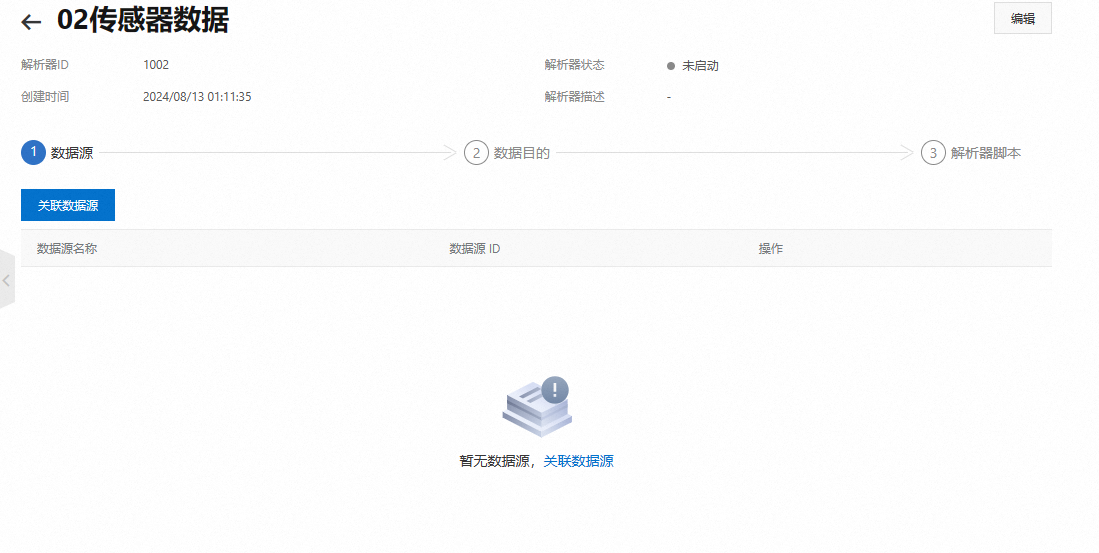 02传感器数据
编辑
解析器ID 1002 解析器状态 未启动
创建时间 2024/08/13 01:11:35 解析器描述 -
1 数据源 2 数据目的 3 解析器脚本
关联数据源
数据源名称 数据源 ID 操作
暂无数据源，关联数据源